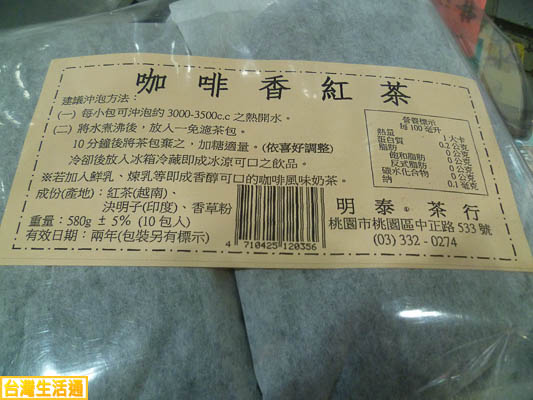 咖啡香紅茶
建議沖泡方法：
(一) 每小包可沖泡約 3000-3500c.c 之熱開水。
(二) 將水煮沸後，放入一免濾茶包。
10分鐘後將茶包棄之，加糖適量。(依喜好調整)
冷卻後放入冰箱冷藏即成冰涼可口之飲品。
※若加入鮮乳、煉乳等即成香醇可口的咖啡風味奶茶。
成份(產地)：紅茶(越南)、
決明子(印度)、香草粉
重量：580g ± 5% (10包入)
有效日期：兩年(包裝另有標示)
4 710425 120356
營養標示
每100毫升
熱量 1大卡
蛋白質 0.2公克
脂肪 0公克
飽和脂肪 0公克
反式脂肪 0公克
碳水化合物 0公克
鈉 0.1毫克
明泰茶行
桃園市桃園區中正路533號
(03) 332-0274
台灣生活通